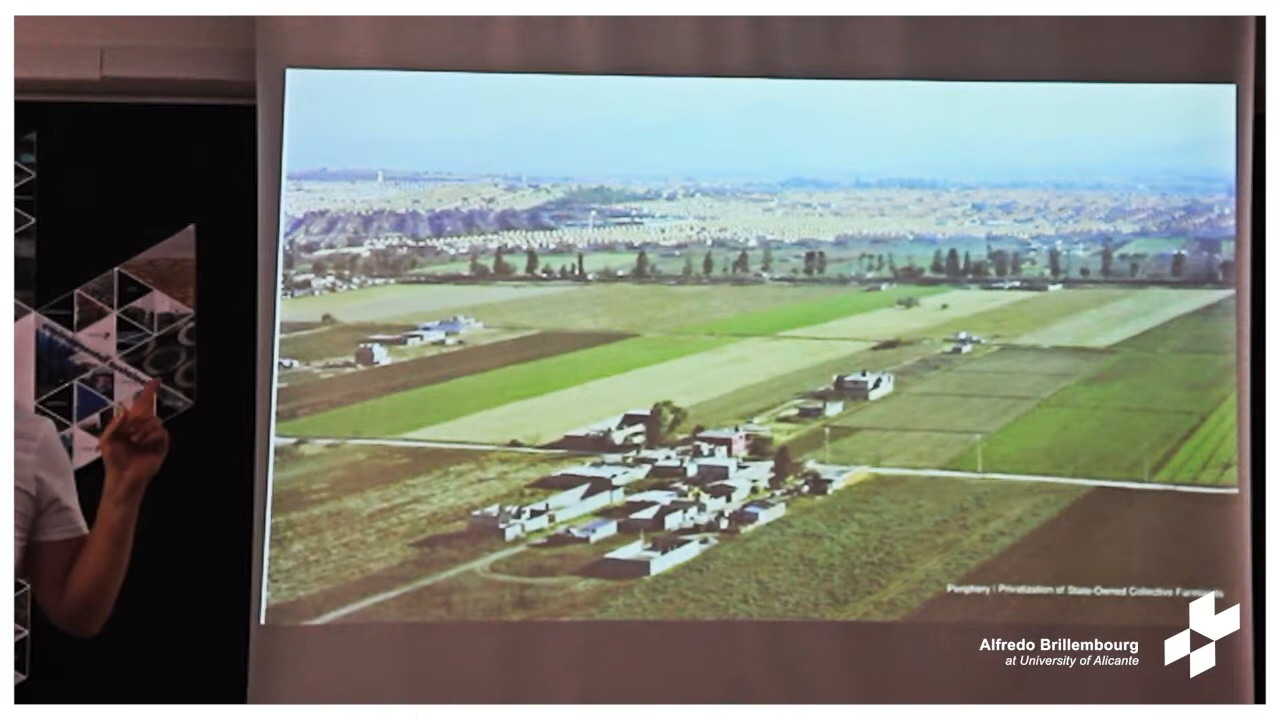 Periphery | Privatization of State-Owned Collective Farmlands
Alfredo Brillembourg
at University of Alicante